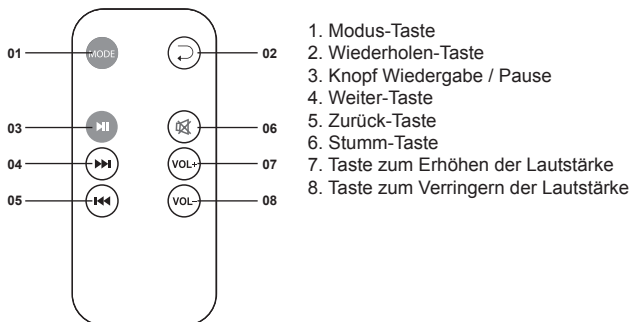 01 MODE 02
03 06
04 VOL+ 07
05 VOL– 08
1. Modus-Taste
2. Wiederholen-Taste
3. Knopf Wiedergabe / Pause
4. Weiter-Taste
5. Zurück-Taste
6. Stumm-Taste
7. Taste zum Erhöhen der Lautstärke
8. Taste zum Verringern der Lautstärke